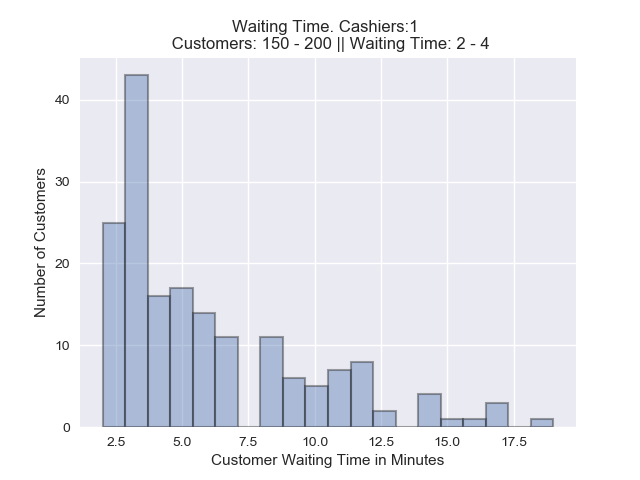 Waiting Time. Cashiers:1
Customers: 150 - 200 || Waiting Time: 2 - 4
40
30
20
10
0
Number of Customers
2.5 5.0 7.5 10.0 12.5 15.0 17.5
Customer Waiting Time in Minutes